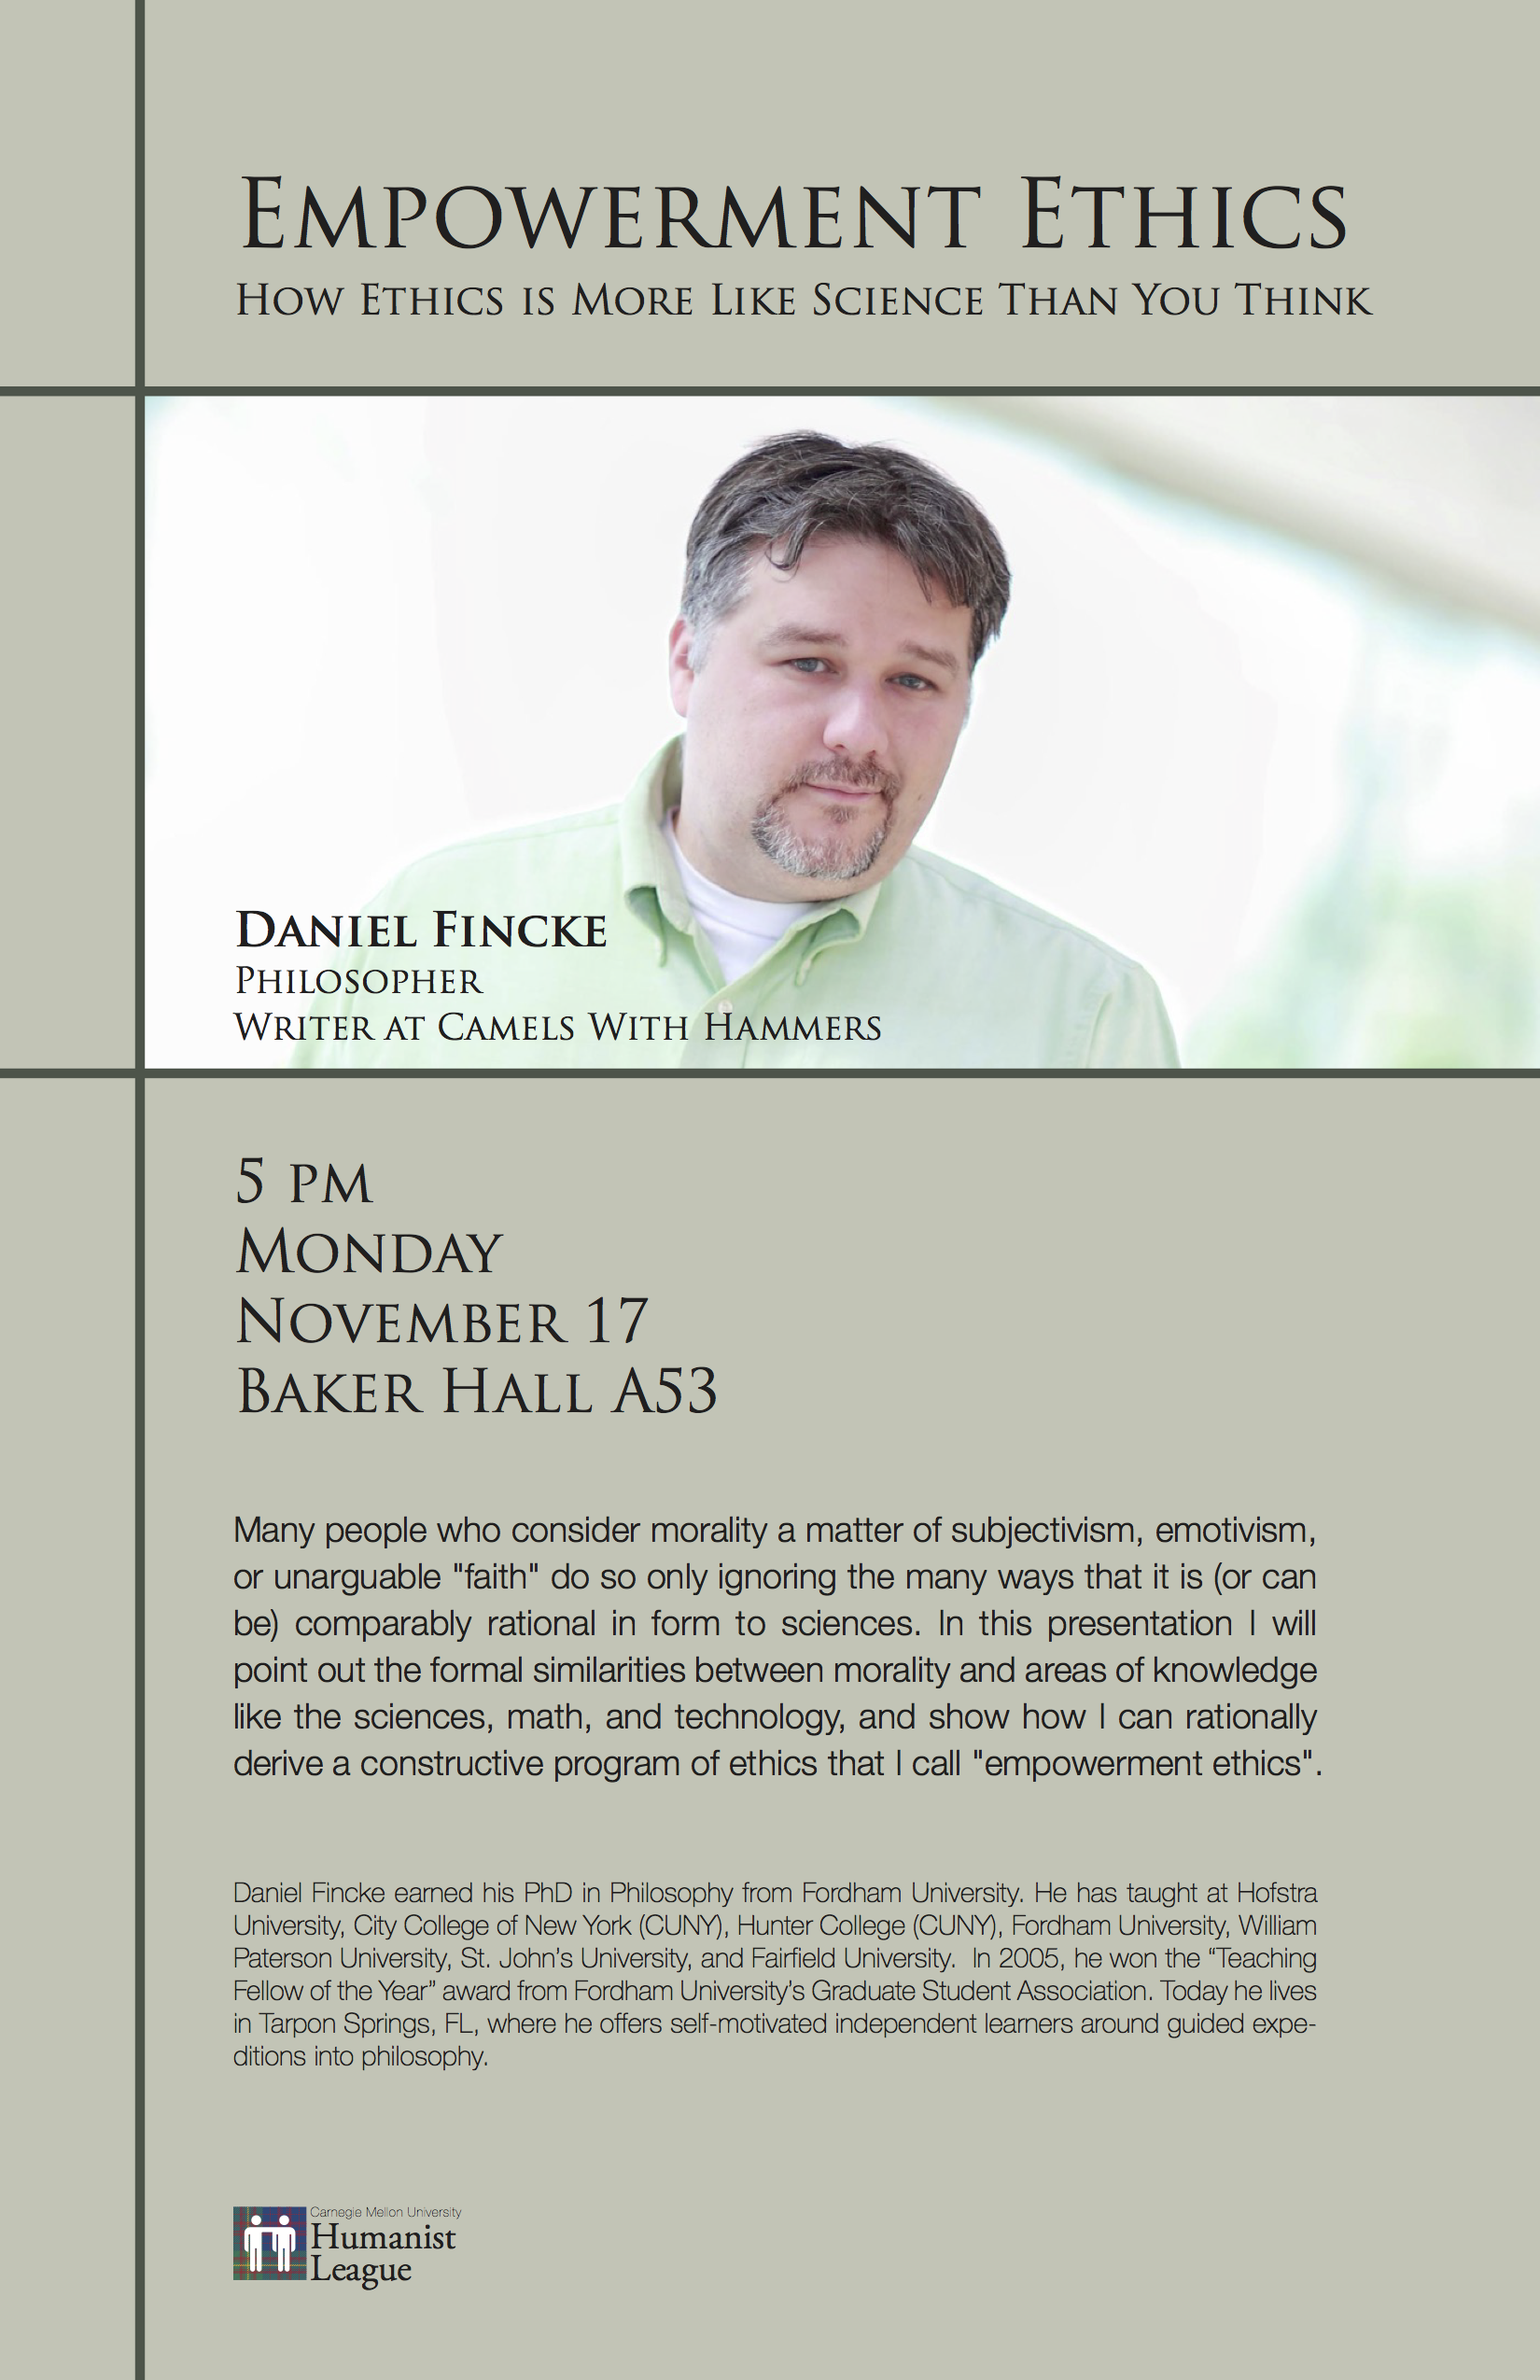 Empowerment Ethics
How Ethics is More Like Science Than You Think
Daniel Fincke
Philosopher
Writer at Camels With Hammers
5 pm
Monday
November 17
Baker Hall A53
Many people who consider morality a matter of subjectivism, emotivism,
or unarguable "faith" do so only ignoring the many ways that it is (or can
be) comparably rational in form to sciences. In this presentation I will
point out the formal similarities between morality and areas of knowledge
like the sciences, math, and technology, and show how I can rationally
derive a constructive program of ethics that I call "empowerment ethics".
Daniel Fincke earned his PhD in Philosophy from Fordham University. He has taught at Hofstra
University, City College of New York (CUNY), Hunter College (CUNY), Fordham University, William
Paterson University, St. John’s University, and Fairfield University.  In 2005, he won the “Teaching
Fellow of the Year” award from Fordham University’s Graduate Student Association. Today he lives
in Tarpon Springs, FL, where he offers self-motivated independent learners around guided expe-
ditions into philosophy.
Carnegie Mellon University
Humanist
League